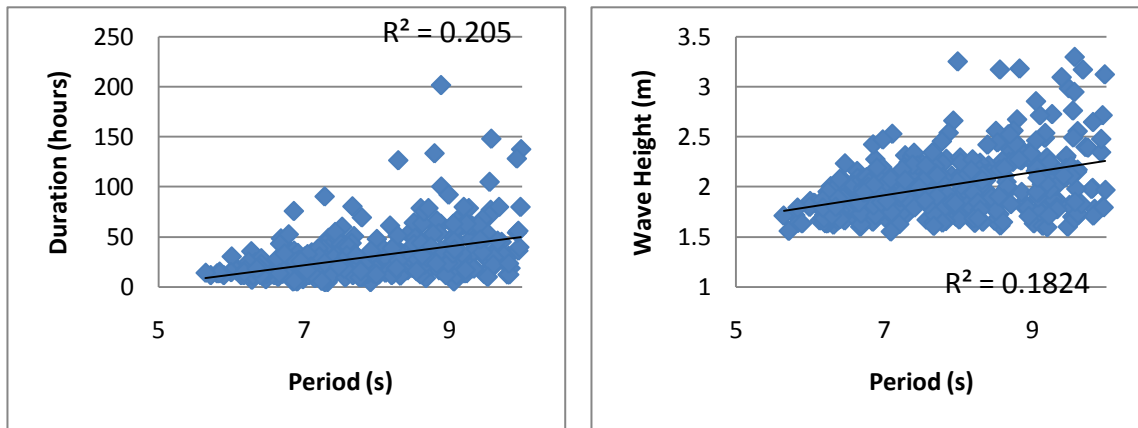 R² = 0.205
250
200
150
100
50
0
Duration (hours)
5 7 9
Period (s)
3.5
3
2.5
2
1.5
1
Wave Height (m)
R² = 0.1824
5 7 9
Period (s)